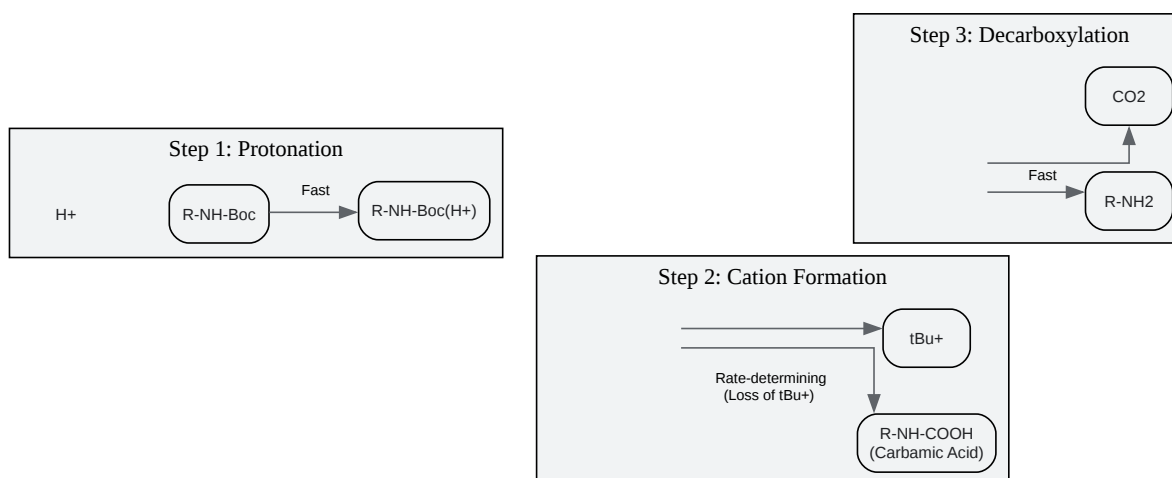 Step 1: Protonation
H+
R-NH-Boc
Fast
R-NH-Boc(H+)
Step 2: Cation Formation
tBu+
Rate-determining
(Loss of tBu+)
R-NH-COOH
(Carbamic Acid)
Step 3: Decarboxylation
CO2
Fast
R-NH2